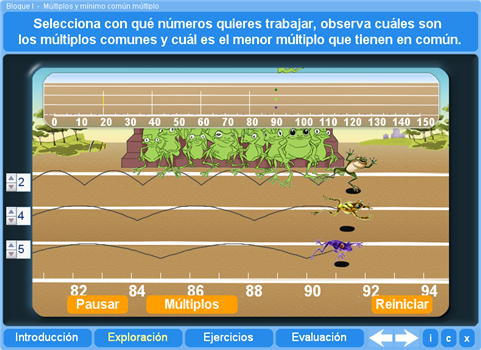 Bloque I - Múltiplos y mínimo común múltiplo
Selecciona con qué números quieres trabajar, observa cuáles son
los múltiplos comunes y cuál es el menor múltiplo que tienen en común.
0 10 20 30 40 50 60 70 80 90 100 110 120 130 140 150
2
4
5
82 84 86 88 90 91 92 94
Pausar Múltiplos Reiniciar
Introducción Exploración Ejercicios Evaluación i c x